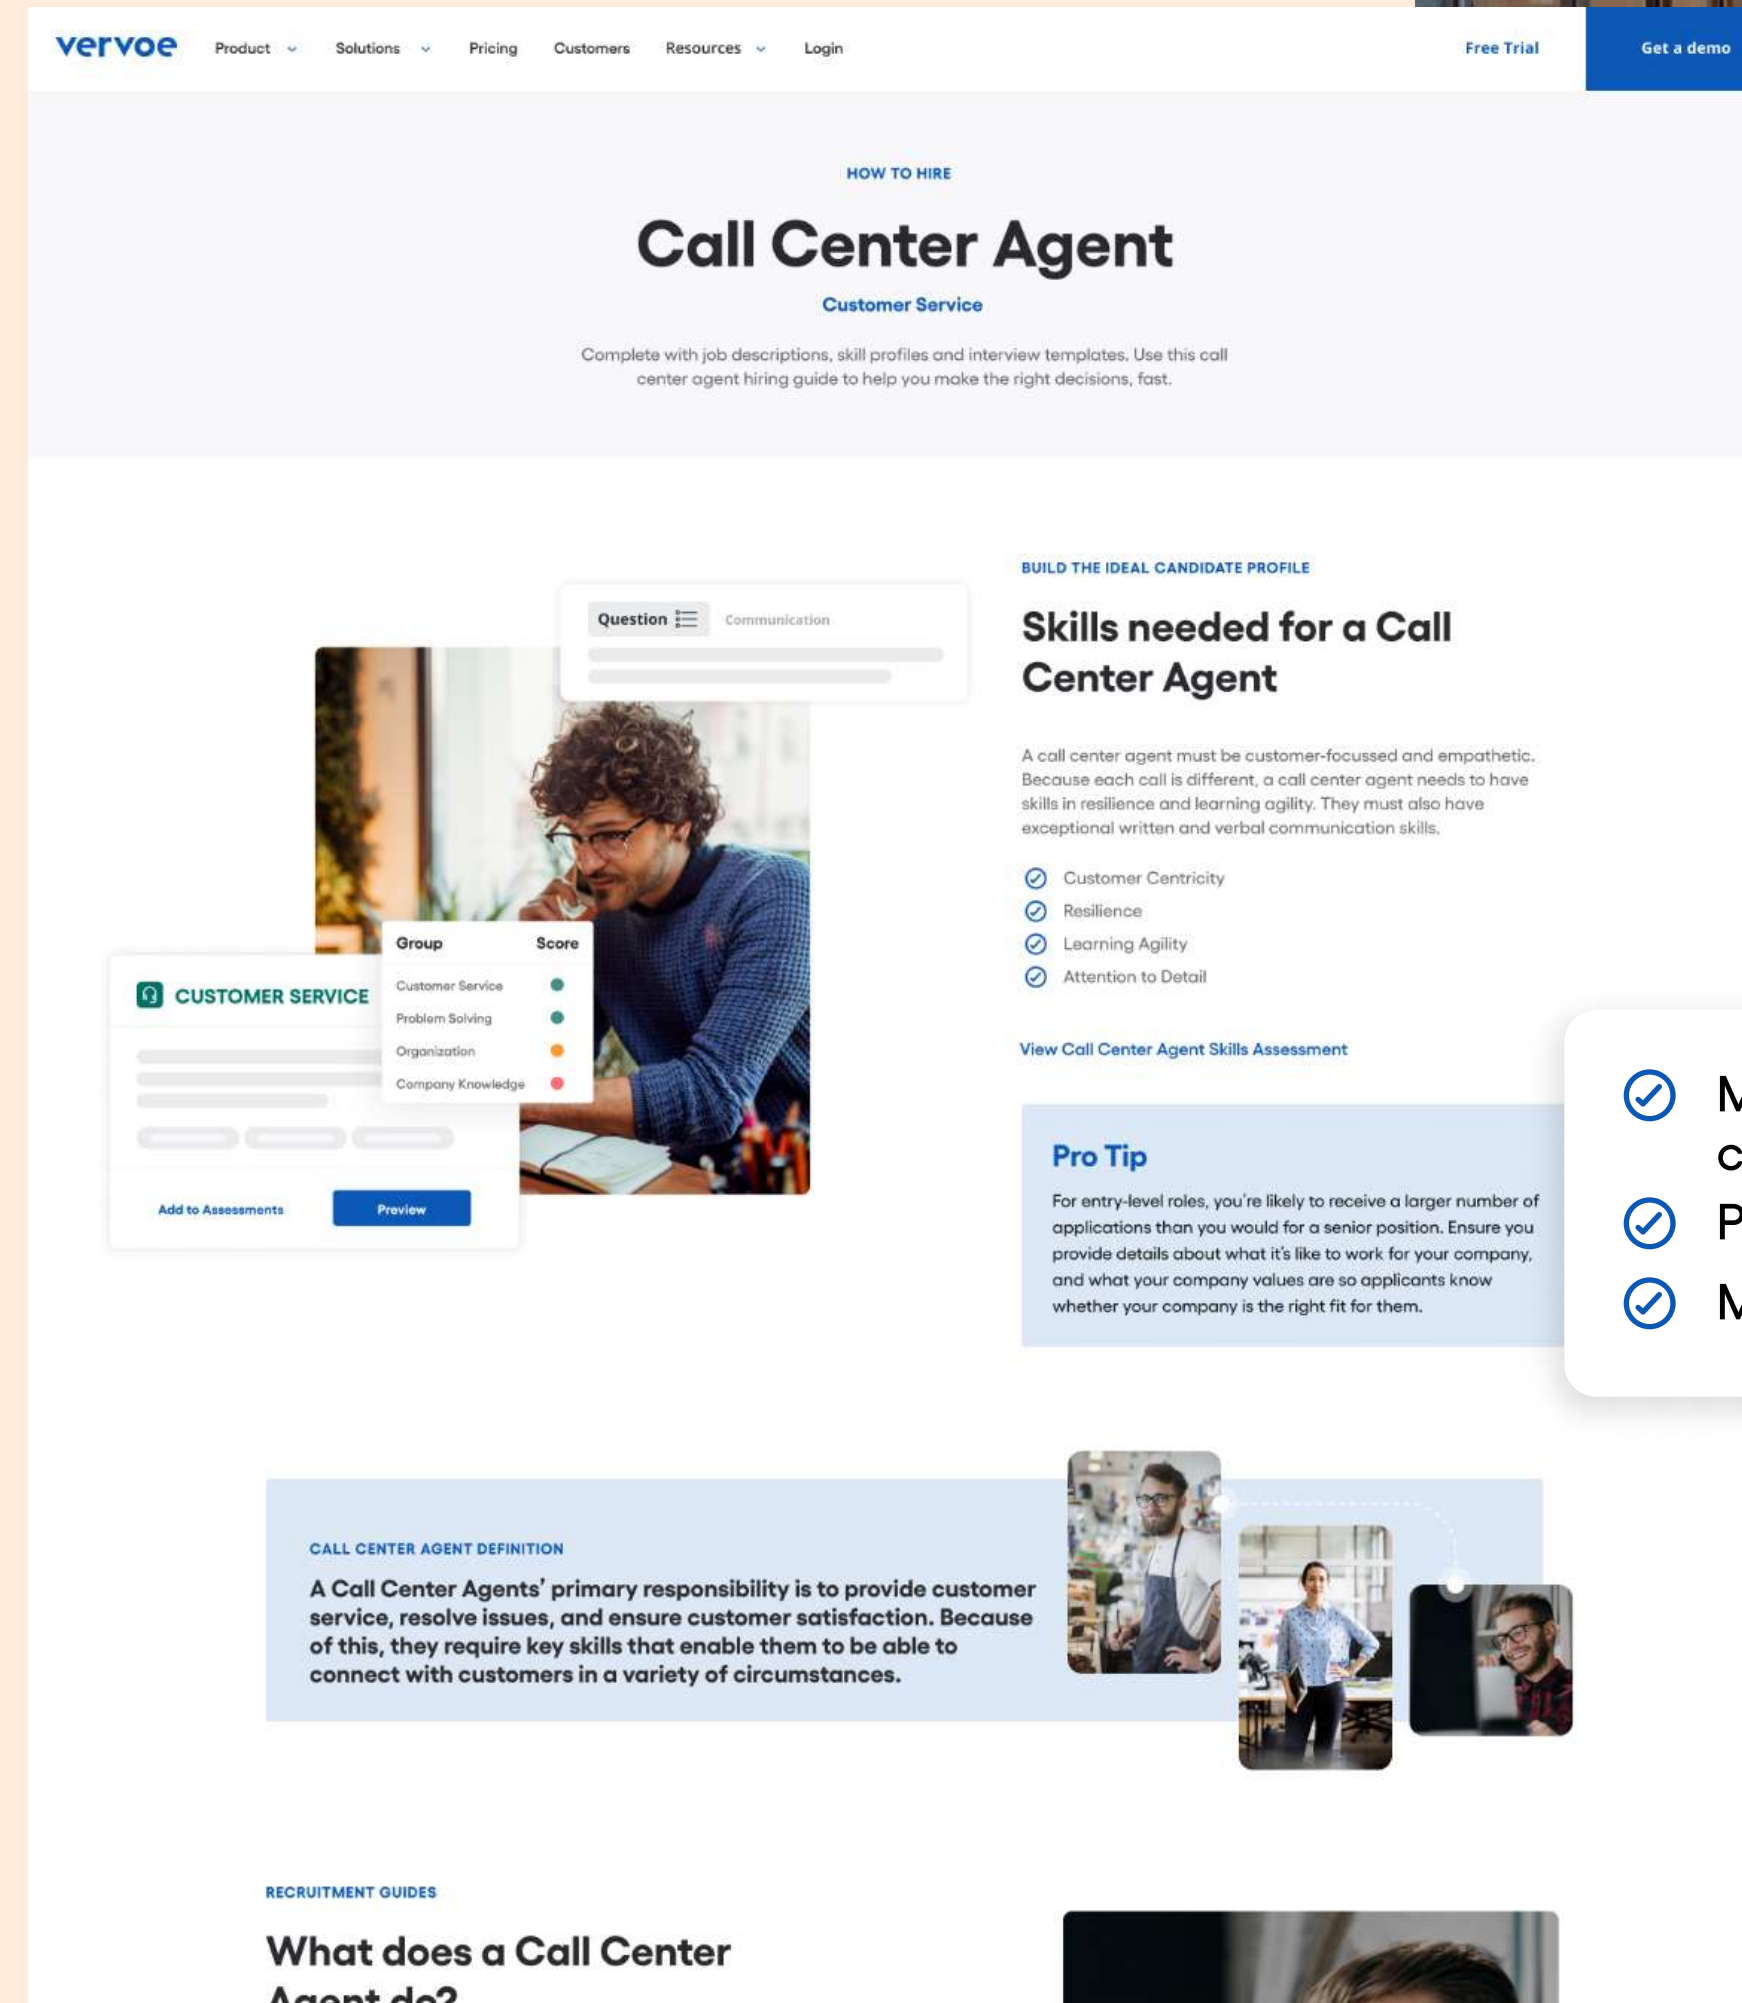 vervoe
Product
Solutions
Pricing
Customers
Resources
Login
Free Trial
Get a demo
HOW TO HIRE
Call Center Agent
Customer Service
Complete with job descriptions, skill profiles and interview templates. Use this call
center agent hiring guide to help you make the right decisions, fast.
Question
Communication
Group Score
Customer Service
Problem Solving
Organization
Company Knowledge
CUSTOMER SERVICE
Add to Assessments
Preview
BUILD THE IDEAL CANDIDATE PROFILE
Skills needed for a Call
Center Agent
A call center agent must be customer-focussed and empathetic.
Because each call is different, a call center agent needs to have
skills in resilience and learning agility. They must also have
exceptional written and verbal communication skills.
Customer Centricity
Resilience
Learning Agility
Attention to Detail
View Call Center Agent Skills Assessment
Pro Tip
For entry-level roles, you're likely to receive a larger number of
applications than you would for a senior position. Ensure you
provide details about what it's like to work for your company,
and what your company values are so applicants know
whether your company is the right fit for them.
CALL CENTER AGENT DEFINITION
A Call Center Agents' primary responsibility is to provide customer
service, resolve issues, and ensure customer satisfaction. Because
of this, they require key skills that enable them to be able to
connect with customers in a variety of circumstances.
RECRUITMENT GUIDES
What does a Call Center
Agent do?